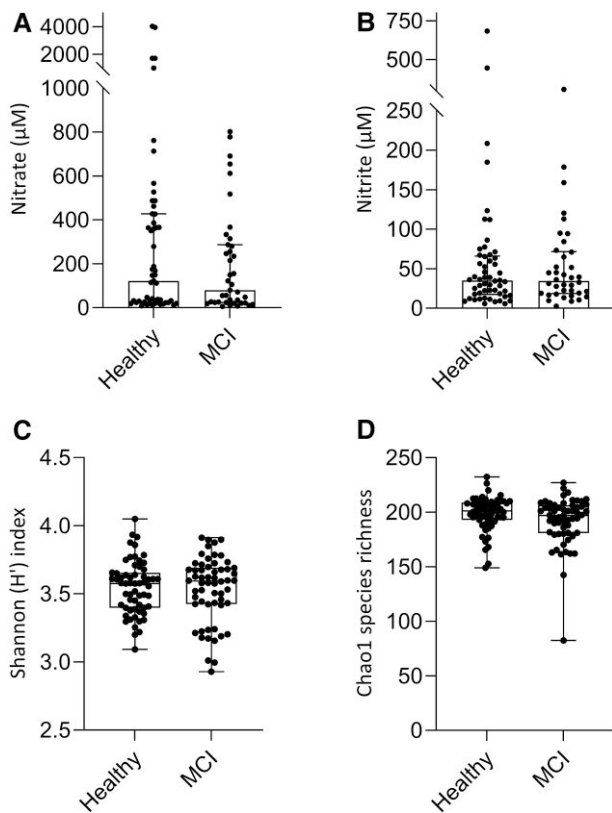 A
Nitrate (µM)
4000
2000
1000
800
600
400
200
0
Healthy
MCI
B
Nitrite (µM)
750
500
250
200
150
100
50
0
Healthy
MCI
C
Shannon (H') index
4.5
4.0
3.5
3.0
2.5
Healthy
MCI
D
Chao1 species richness
250
200
150
100
50
0
Healthy
MCI